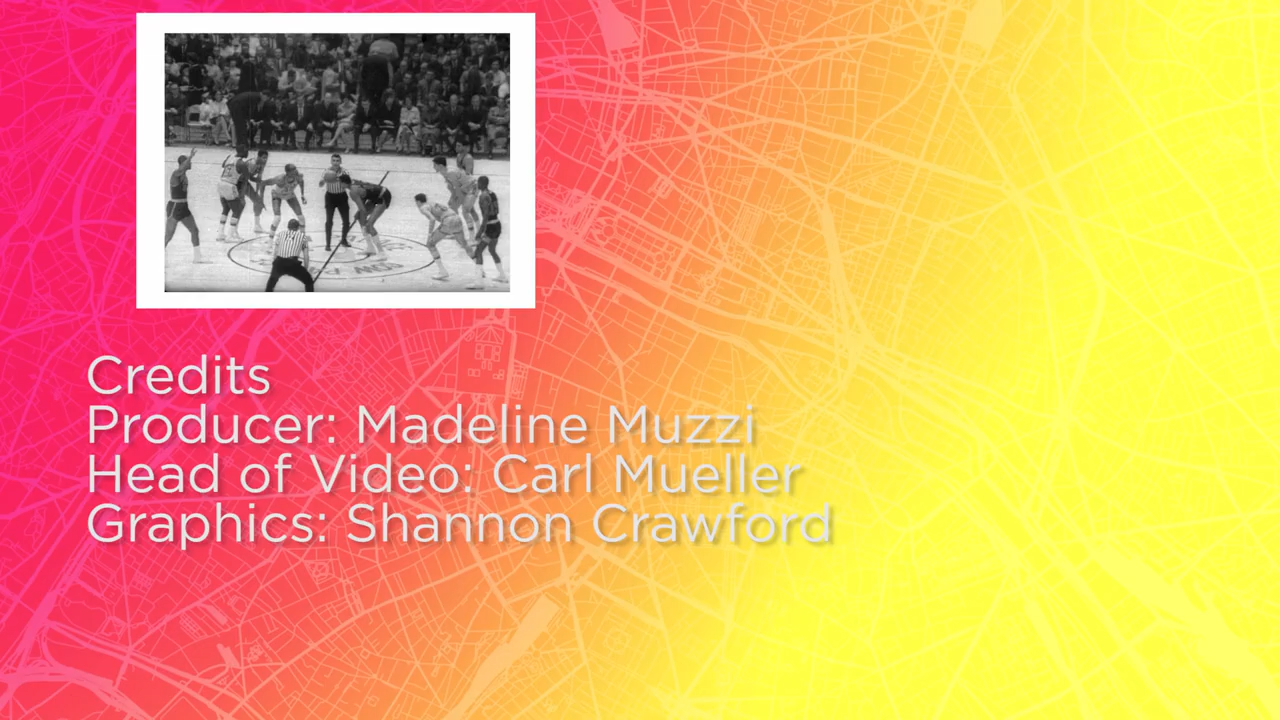 Credits
Producer: Madeline Muzzi
Head of Video: Carl Mueller
Graphics: Shannon Crawford